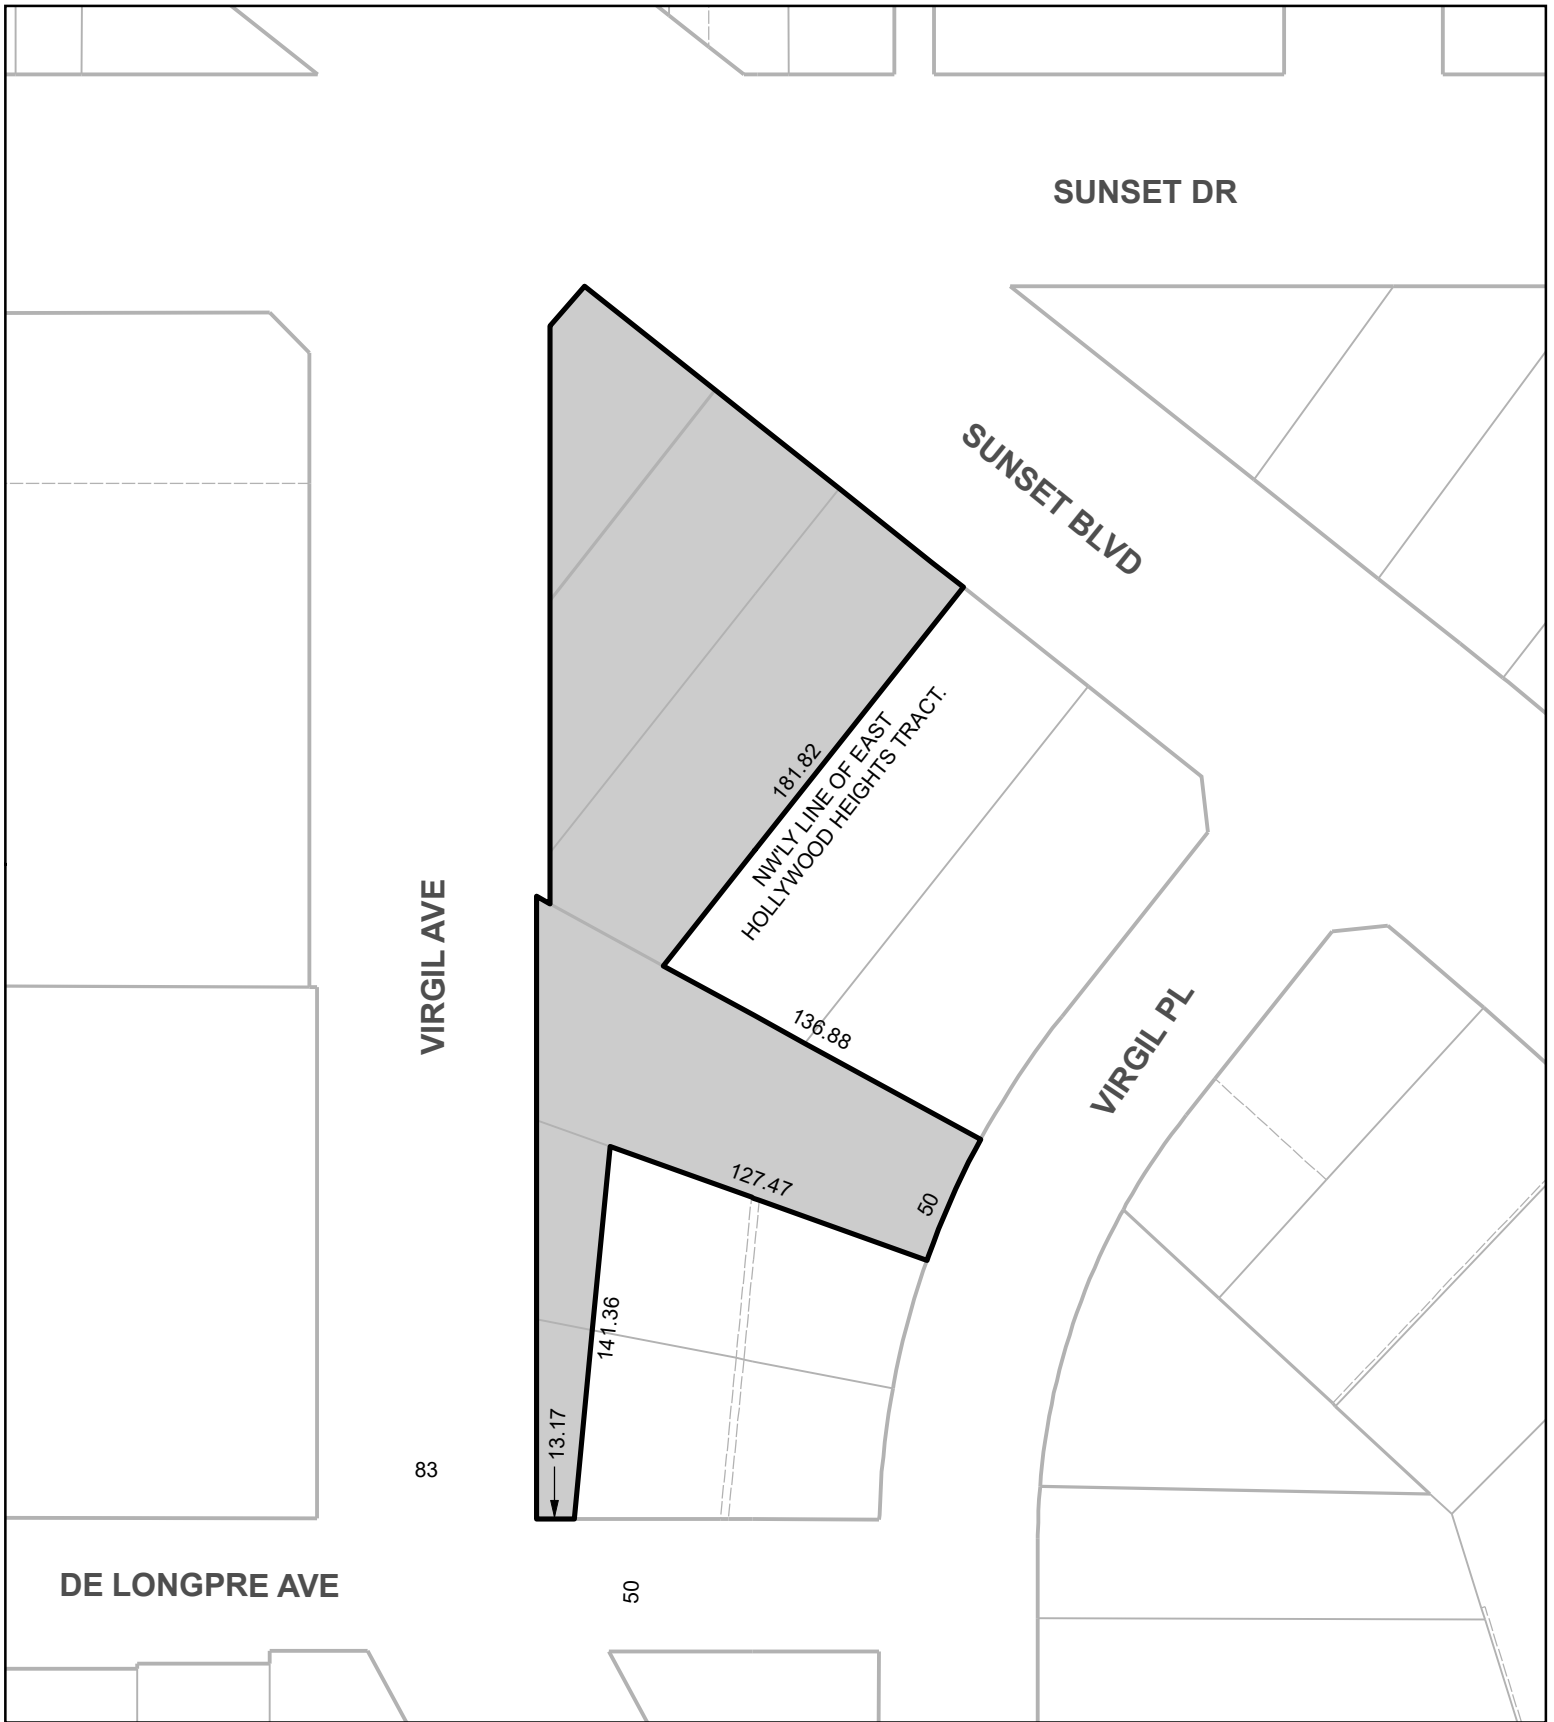 SUNSET DR
SUNSET BLVD
181.82
NW'LY LINE OF EAST
HOLLYWOOD HEIGHTS TRACT.
VIRGIL AVE
136.88
VIRGIL PL
127.47
50
141.36
13.17
83
DE LONGPRE AVE
50